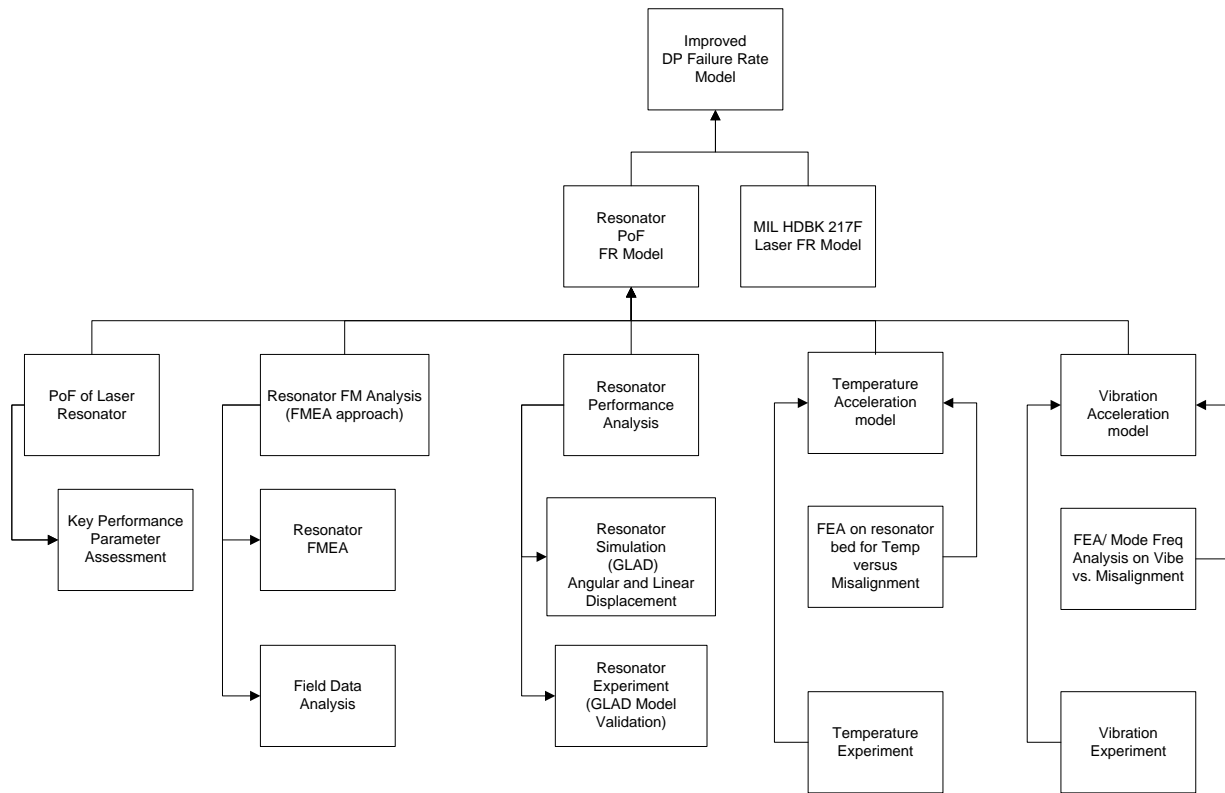 Improved
DP Failure Rate
Model
Resonator
PoF
FR Model
MIL HDBK 217F
Laser FR Model
PoF of Laser
Resonator
Resonator FM Analysis
(FMEA approach)
Resonator
Performance
Analysis
Temperature
Acceleration
model
Vibration
Acceleration
model
Key Performance
Parameter
Assessment
Resonator
FMEA
Resonator
Simulation
(GLAD)
Angular and Linear
Displacement
FEA on resonator
bed for Temp
versus
Misalignment
FEA/ Mode Freq
Analysis on Vibe
vs. Misalignment
Field Data
Analysis
Resonator
Experiment
(GLAD Model
Validation)
Temperature
Experiment
Vibration
Experiment